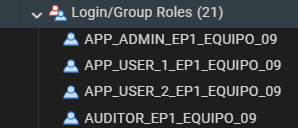 Login/Group Roles (21)
APP_ADMIN_EP1_EQUIPO_09
APP_USER_1_EP1_EQUIPO_09
APP_USER_2_EP1_EQUIPO_09
AUDITOR_EP1_EQUIPO_09